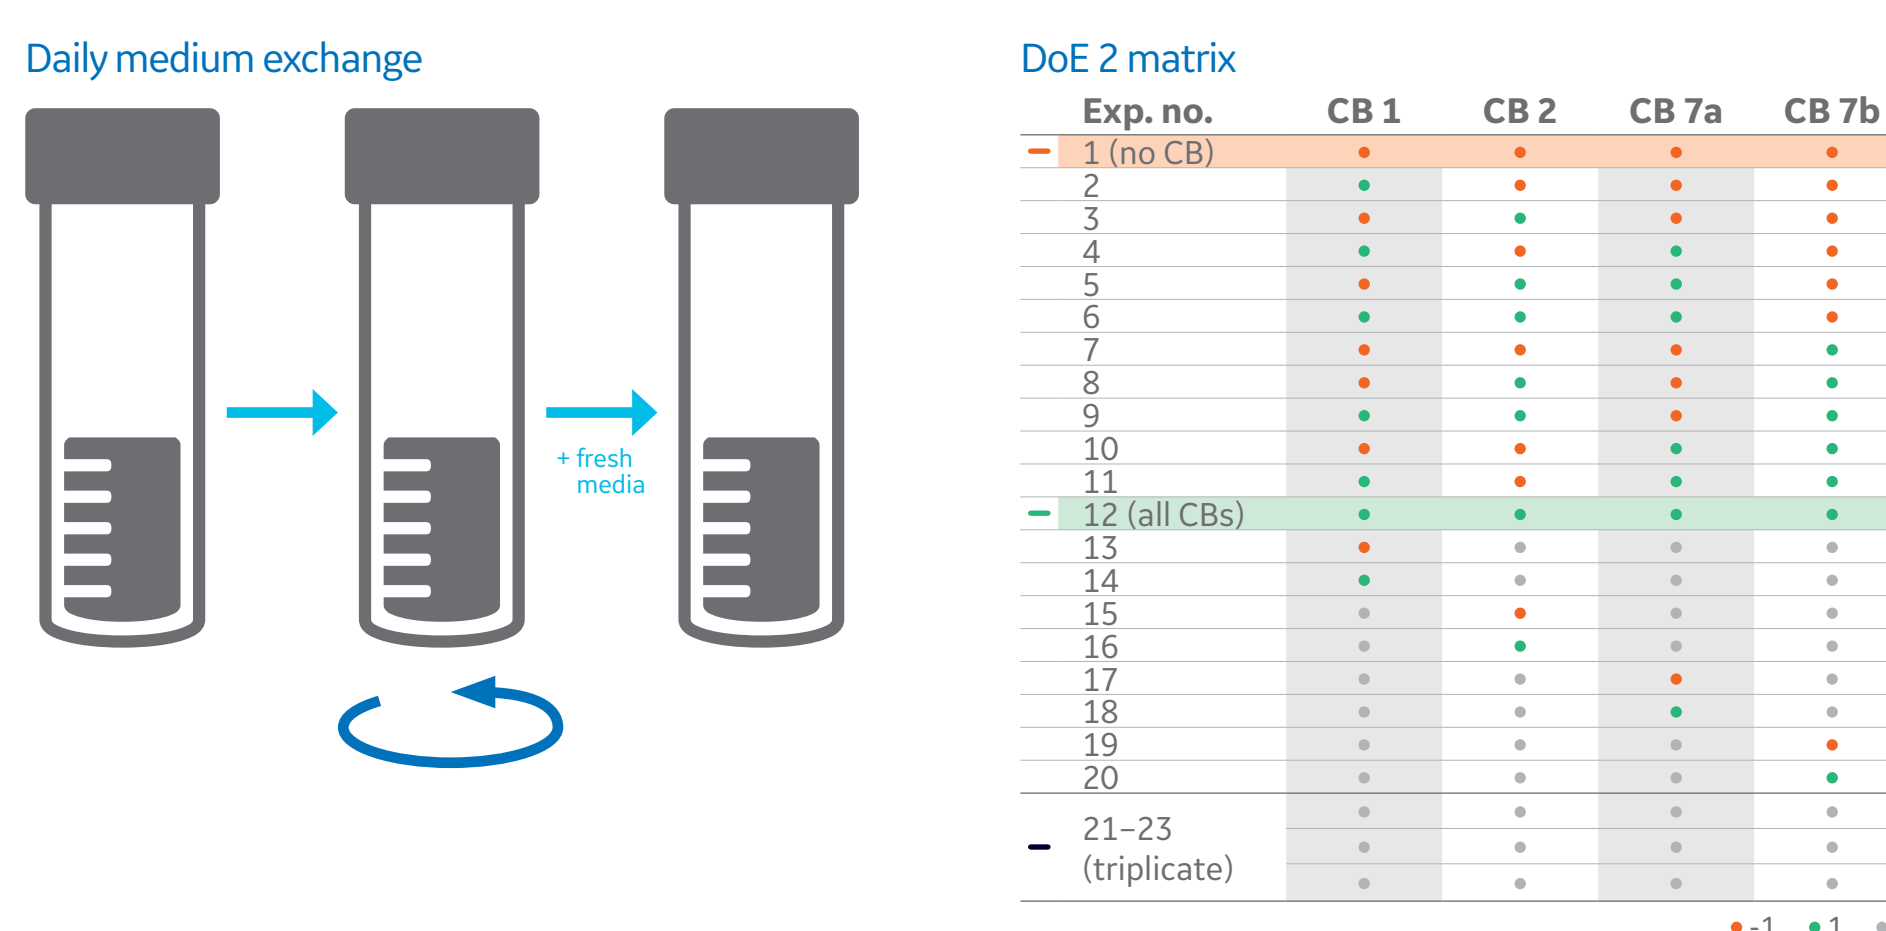 Daily medium exchange
+ fresh
media
DoE 2 matrix
Exp. no. CB 1 CB 2 CB 7a CB 7b
1 (no CB)
2
3
4
5
6
7
8
9
10
11
12 (all CBs)
13
14
15
16
17
18
19
20
21–23
(triplicate)
-1 1